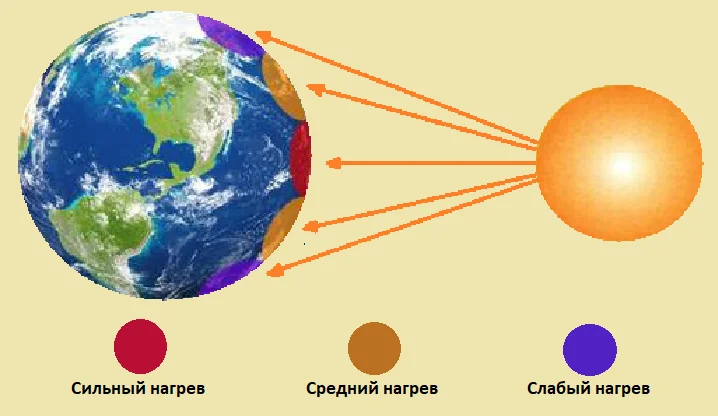 Сильный нагрев
Средний нагрев
Слабый нагрев